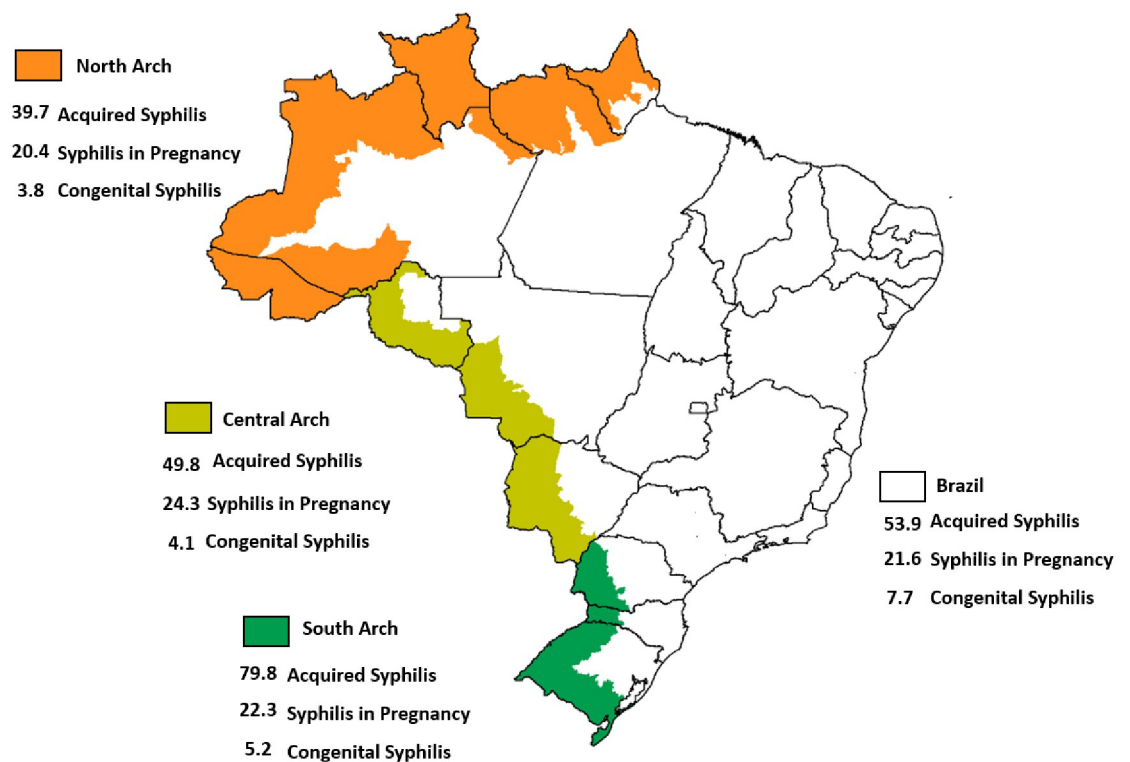 North Arch
39.7 Acquired Syphilis
20.4 Syphilis in Pregnancy
3.8 Congenital Syphilis
Central Arch
49.8 Acquired Syphilis
24.3 Syphilis in Pregnancy
4.1 Congenital Syphilis
Brazil
53.9 Acquired Syphilis
21.6 Syphilis in Pregnancy
7.7 Congenital Syphilis
South Arch
79.8 Acquired Syphilis
22.3 Syphilis in Pregnancy
5.2 Congenital Syphilis